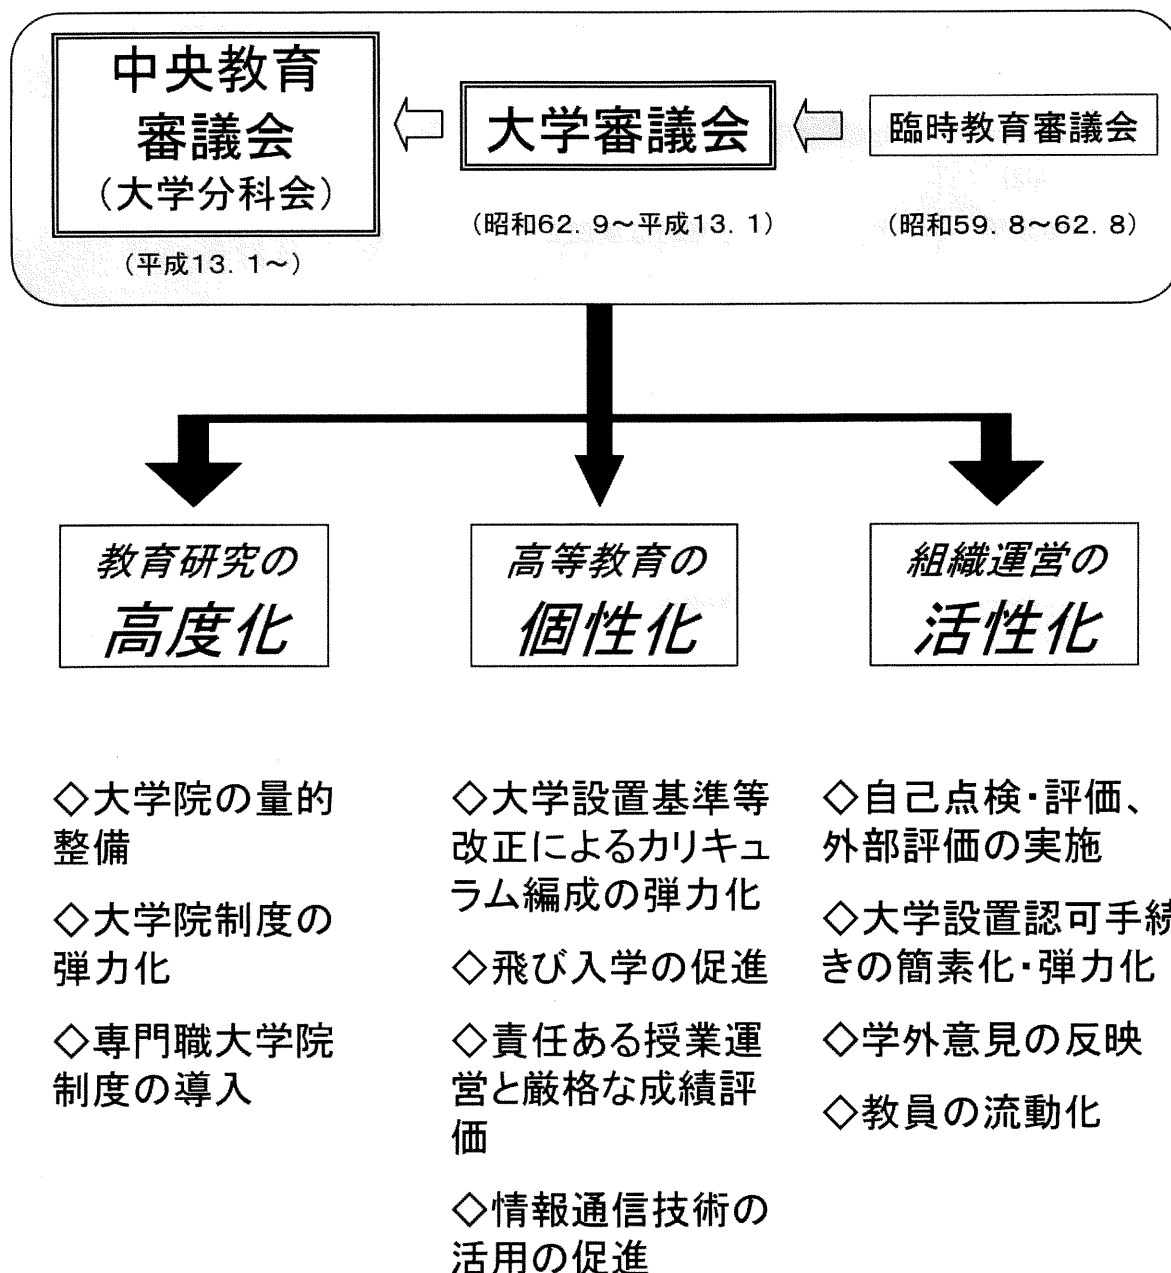 中央教育
審議会
(大学分科会)
(平成13. 1~)
大学審議会
(昭和62. 9~平成13. 1)
臨時教育審議会
(昭和59. 8~62. 8)
教育研究の
高度化
高等教育の
個性化
組織運営の
活性化
◇大学院の量的
整備
◇大学院制度の
弾力化
◇専門職大学院
制度の導入
◇大学設置基準等
改正によるカリキュ
ラム編成の弾力化
◇飛び入学の促進
◇責任ある授業運
営と厳格な成績評
価
◇情報通信技術の
活用の促進
◇自己点検・評価、
外部評価の実施
◇大学設置認可手続
きの簡素化・弾力化
◇学外意見の反映
◇教員の流動化